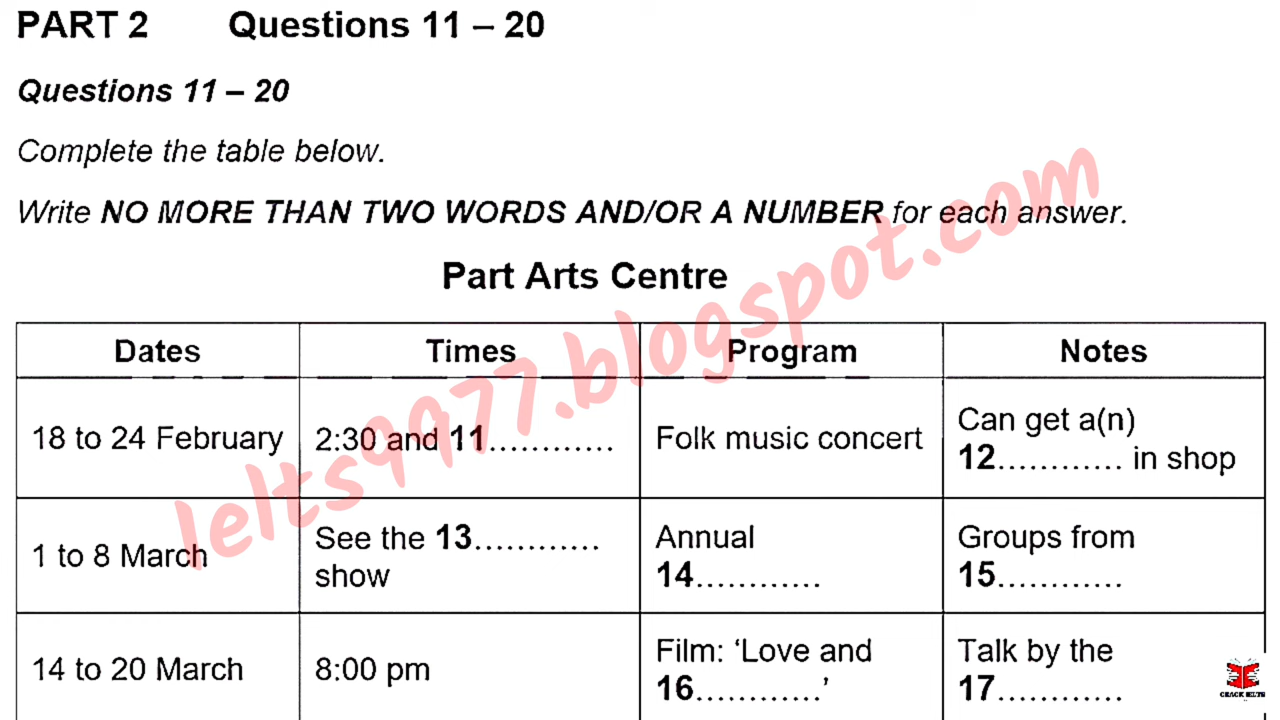 PART 2 Questions 11 – 20
Questions 11 – 20
Complete the table below.
Write NO MORE THAN TWO WORDS AND/OR A NUMBER for each answer.
Part Arts Centre
Dates Times Program Notes
18 to 24 February 2:30 and 11............ Folk music concert Can get a(n)
12............ in shop
1 to 8 March See the 13............
show Annual
14............ Groups from
15............
14 to 20 March 8:00 pm Film: ‘Love and
16............’ Talk by the
17............
Ielts9977.blogspot.com
CRACK IELTS